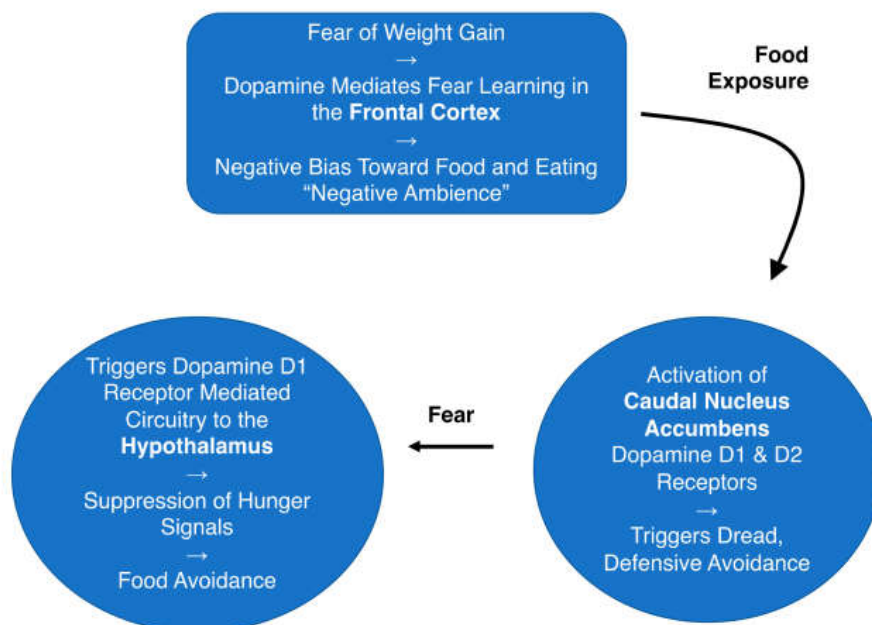 Fear of Weight Gain
→
Dopamine Mediates Fear Learning in
the Frontal Cortex
→
Negative Bias Toward Food and Eating
“Negative Ambience”
Food
Exposure
Activation of
Caudal Nucleus
Accumbens
Dopamine D1 & D2
Receptors
→
Triggers Dread,
Defensive Avoidance
Fear
Triggers Dopamine D1
Receptor Mediated
Circuitry to the
Hypothalamus
→
Suppression of Hunger
Signals
→
Food Avoidance